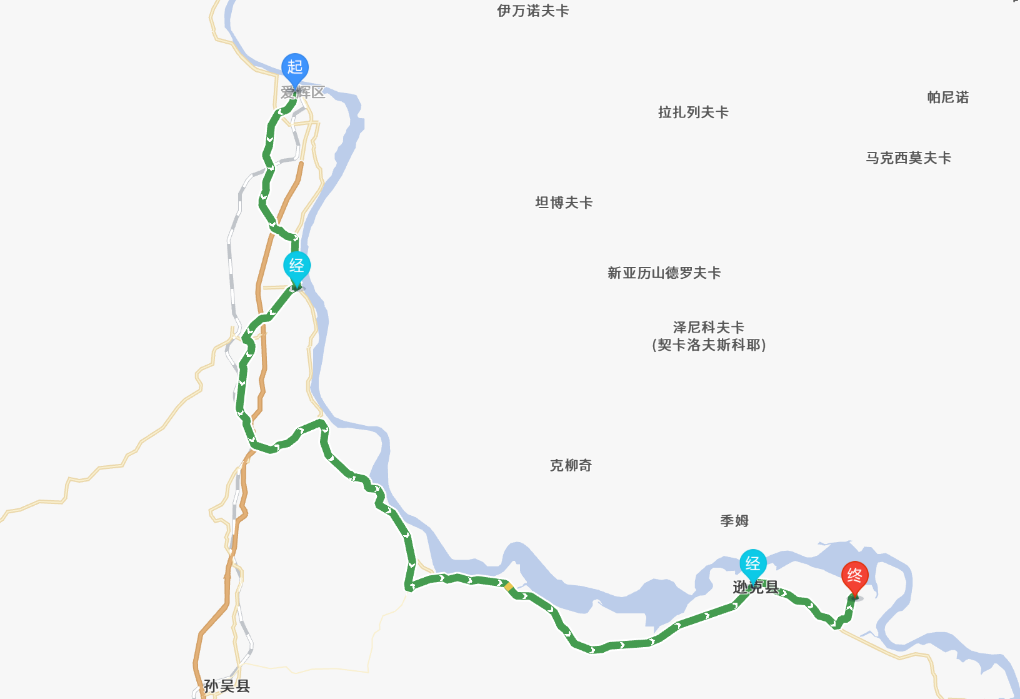 伊万诺夫卡
起
爱辉区
帕尼诺
拉扎列夫卡
马克西莫夫卡
坦博夫卡
经
新亚历山德罗夫卡
泽尼科夫卡
(契卡洛夫斯科耶)
克柳奇
季姆
经
终
逊克县
孙吴县